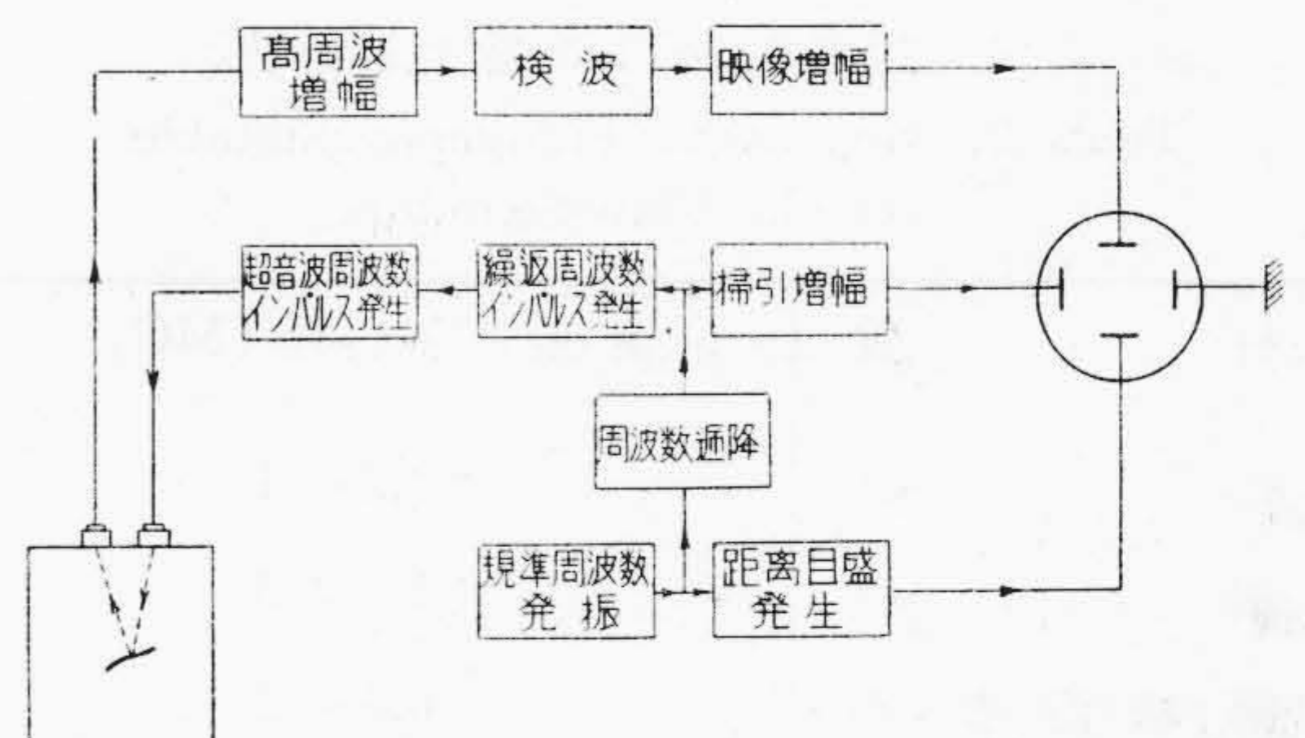 高周波
増幅
検波
映像増幅
超音波周波数
インパルス発生
繰返周波数
インパルス発生
掃引増幅
周波数逓降
規準周波数
発振
距离目盛
発生